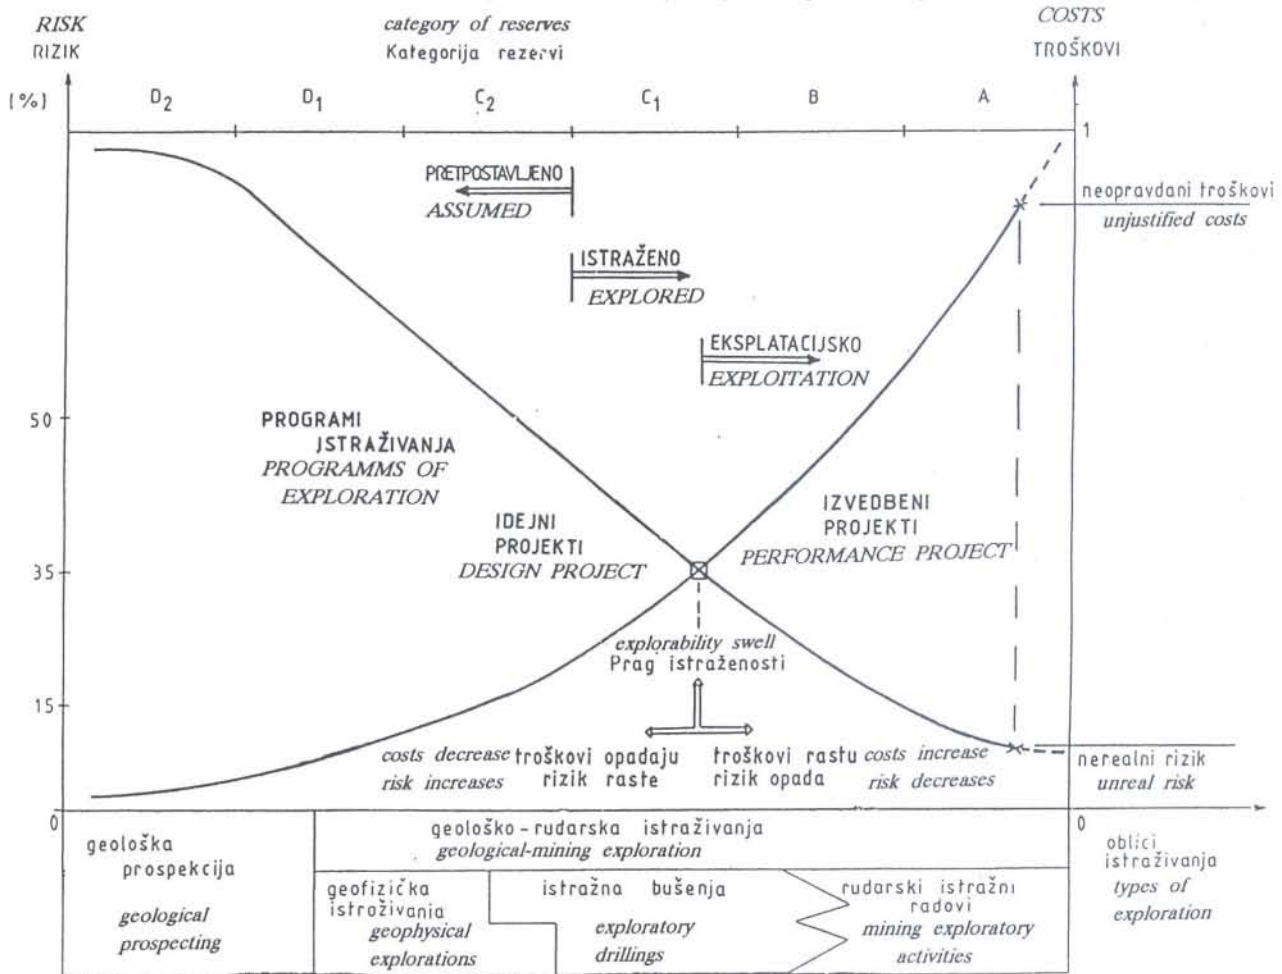 RISK
RIZIK
category of reserves
Kategorija rezervi
COSTS
TROŠKOVI
(%)
D2
D1
C2
C1
B
A
1
PRETPOSTAVLJENO
ASSUMED
neopravdani troškovi
unjustified costs
ISTRAŽENO
EXPLORED
EKSPLATACIJSKO
EXPLOITATION
50
PROGRAMI
ISTRAŽIVANJA
PROGRAMMS OF
EXPLORATION
IDEJNI
PROJEKTI
DESIGN PROJECT
IZVEDBENI
PROJEKTI
PERFORMANCE PROJECT
35
explorability swell
Prag istraženosti
15
costs decrease troškovi opadaju
risk increases rizik raste
troškovi rastu costs increase
rizik opada risk decreases
nerealni rizik
unreal risk
0
0
geološka
prospekcija
geological
prospecting
geološko-rudarska istraživanja
geological-mining exploration
geofizička
istraživania
geophysical
explorations
istražna bušenja
exploratory
drillings
rudarski istražni
radovi
mining exploratory
activities
oblici
istraživanja
types of
exploration